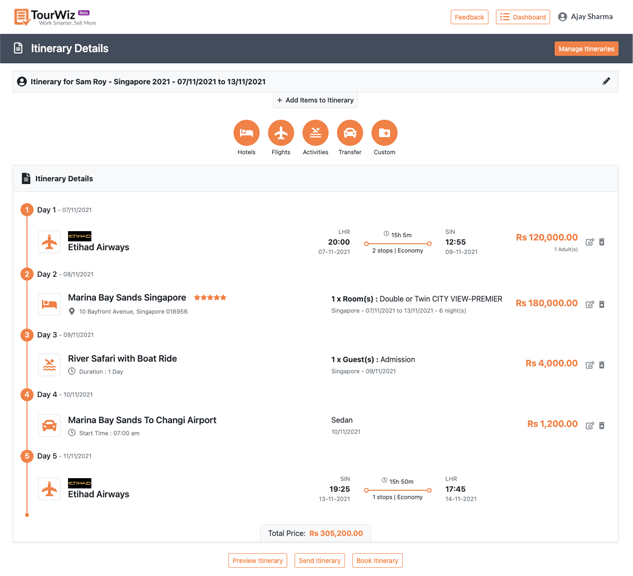 TourWiz Beta
Work Smarter, Sell More
Feedback
Dashboard
Ajay Sharma
Itinerary Details
Manage Itineraries
Itinerary for Sam Roy - Singapore 2021 - 07/11/2021 to 13/11/2021
+ Add Items to Itinerary
Hotels
Flights
Activities
Transfer
Custom
Itinerary Details
1 Day 1 - 07/11/2021
ETIHAD
Etihad Airways
LHR
20:00
07-11-2021
15h 5m
2 stops | Economy
SIN
12:55
09-11-2021
Rs 120,000.00
1 Adult(s)
2 Day 2 - 08/11/2021
Marina Bay Sands Singapore
10 Bayfront Avenue, Singapore 018956
1 x Room(s) : Double or Twin CITY VIEW-PREMIER
Singapore - 07/11/2021 to 13/11/2021 - 6 night(s)
Rs 180,000.00
3 Day 3 - 09/11/2021
River Safari with Boat Ride
Duration : 1 Day
1 x Guest(s) : Admission
Singapore - 09/11/2021
Rs 4,000.00
4 Day 4 - 10/11/2021
Marina Bay Sands To Changi Airport
Start Time : 07:00 am
Sedan
10/11/2021
Rs 1,200.00
5 Day 5 - 11/11/2021
ETIHAD
Etihad Airways
SIN
19:25
13-11-2021
15h 50m
1 stops | Economy
LHR
17:45
14-11-2021
Total Price: Rs 305,200.00
Preview Itinerary
Send Itinerary
Book Itinerary